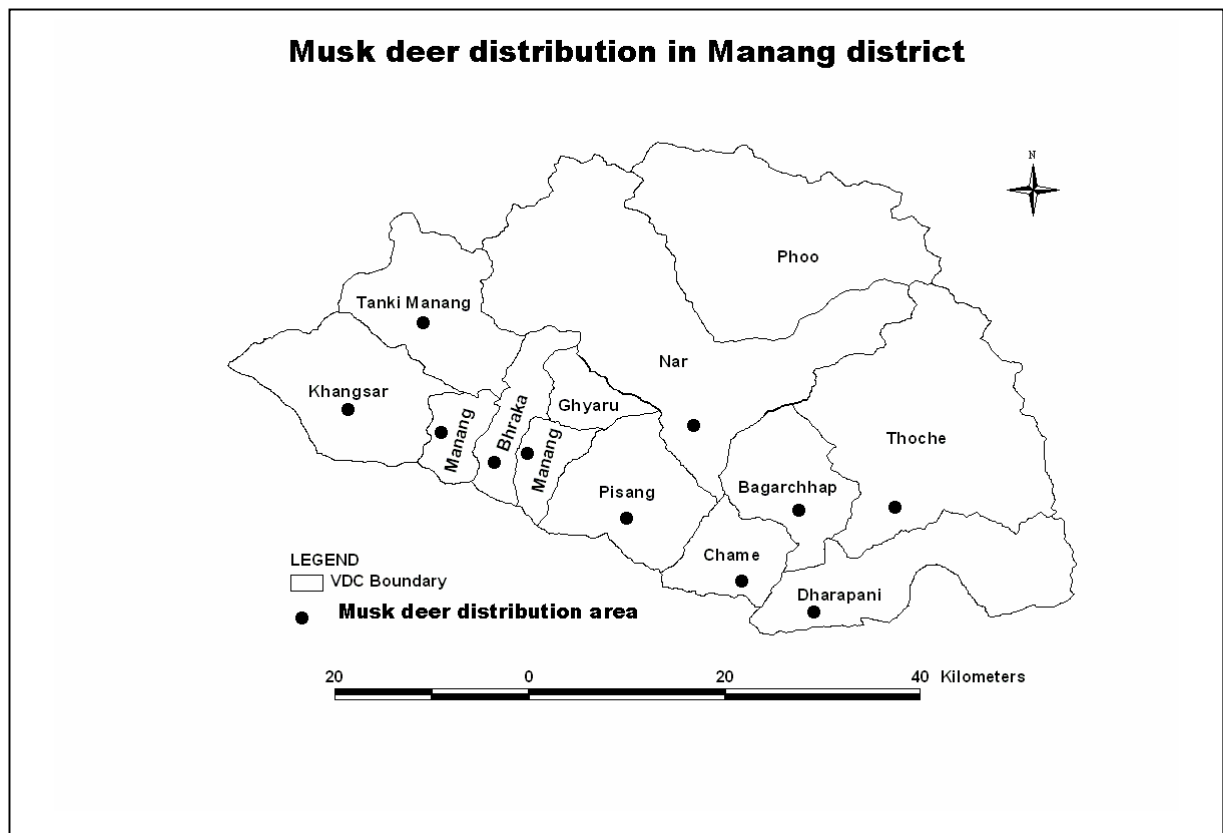 Musk deer distribution in Manang district
N
Phoo
Tanki Manang
Nar
Khangsar
Ghyaru
Manang
Bhraka
Manang
Thoche
Pisang
Bagarchhap
Chame
Dharapani
LEGEND
VDC Boundary
Musk deer distribution area
20 0 20 40 Kilometers